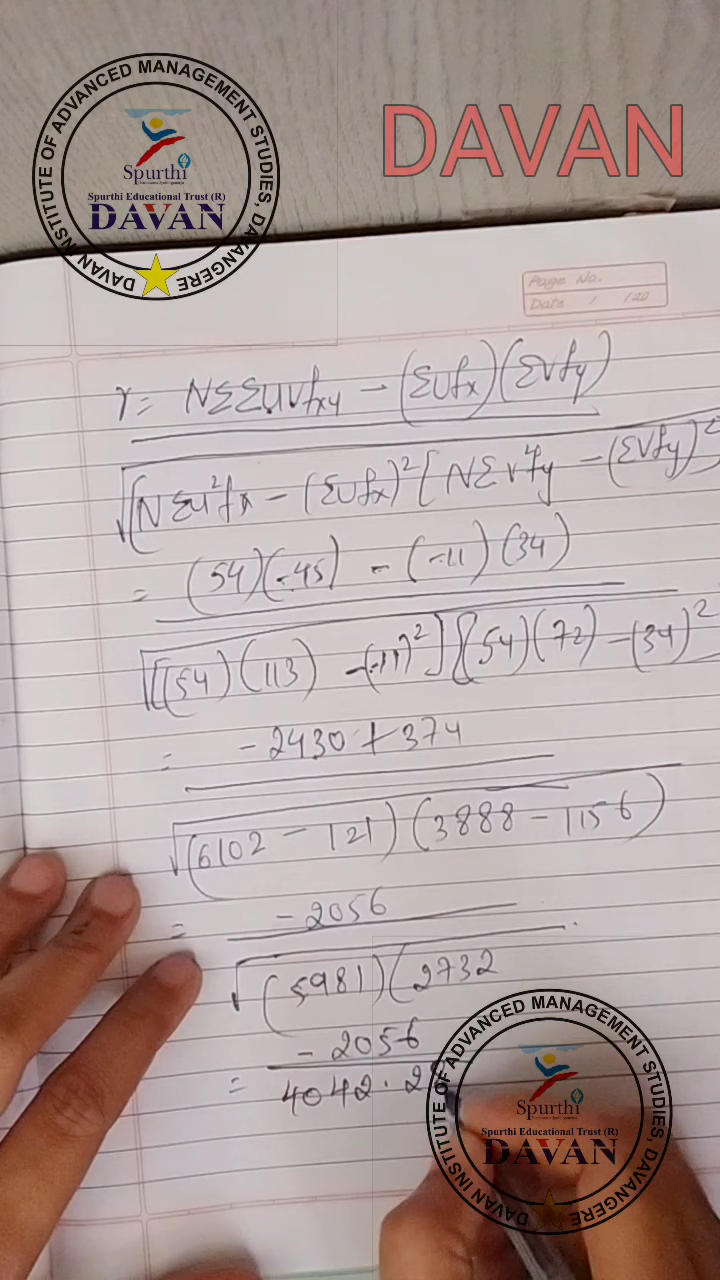 DAVAN INSTITUTE OF ADVANCED MANAGEMENT STUDIES, DAVANGERE
Spurthi
Spurthi Educational Trust (R)
DAVAN
DAVAN
Page No.
Date / /20
r = NΣΣUVfxy - (ΣUfx)(ΣVfy)
√[NΣU²fx - (ΣUfx)²[NΣV²fy - (ΣVfy)²
= (54)(-45) - (-11)(34)
√[(54)(113) - (-11)²][(54)(72) - (34)²
= -2430 + 374
√(6102 - 121)(3888 - 1156)
= -2056
√(5981)(2732
= -2056
4042.2
DAVAN INSTITUTE OF ADVANCED MANAGEMENT STUDIES, DAVANGERE
Spurthi
Spurthi Educational Trust (R)
DAVAN